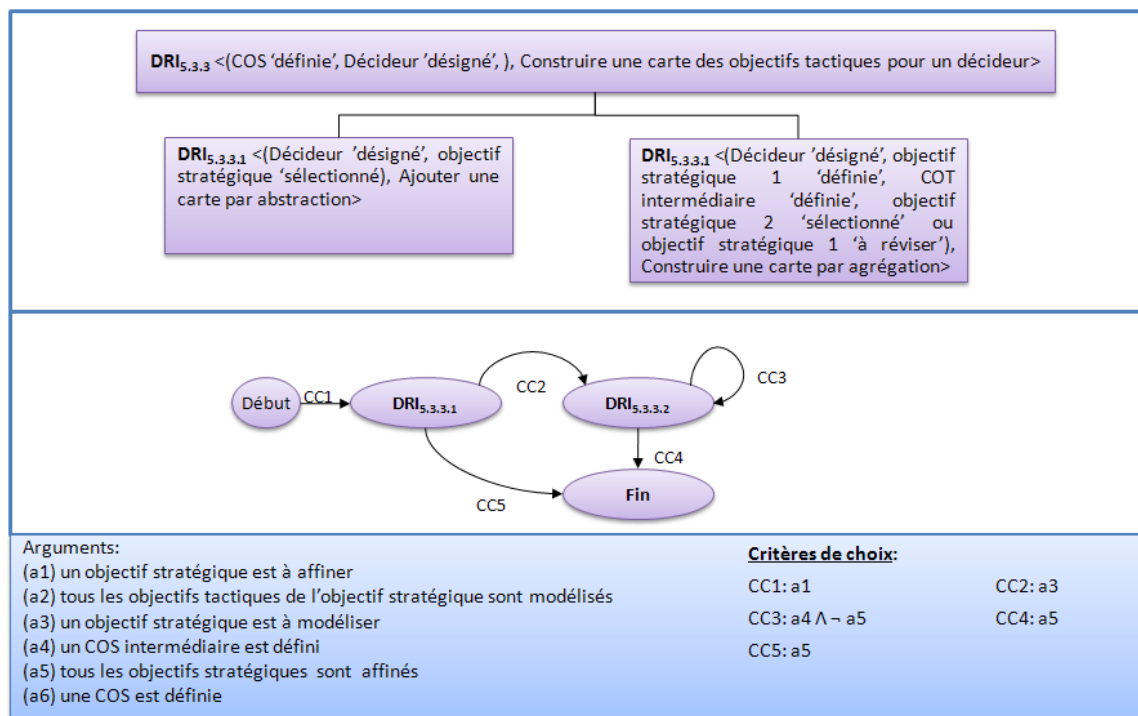 DRI5.3.3 <(COS ‘définie’, Décideur ’désigné’, ), Construire une carte des objectifs tactiques pour un décideur>
DRI5.3.3.1 <(Décideur ’désigné’, objectif
stratégique ‘sélectionné), Ajouter une
carte par abstraction>
DRI5.3.3.1 <(Décideur ’désigné’, objectif
stratégique 1 ‘définie’, COT
intermédiaire ‘définie’, objectif
stratégique 2 ‘sélectionné’ ou
objectif stratégique 1 ‘à réviser’),
Construire une carte par agrégation>
Début
CC1
DRI5.3.3.1
CC2
DRI5.3.3.2
CC3
CC4
CC5
Fin
Arguments:
(a1) un objectif stratégique est à affiner
(a2) tous les objectifs tactiques de l’objectif stratégique sont modélisés
(a3) un objectif stratégique est à modéliser
(a4) un COS intermédiaire est défini
(a5) tous les objectifs stratégiques sont affinés
(a6) une COS est définie
Critères de choix:
CC1: a1 CC2: a3
CC3: a4 Λ ¬ a5 CC4: a5
CC5: a5